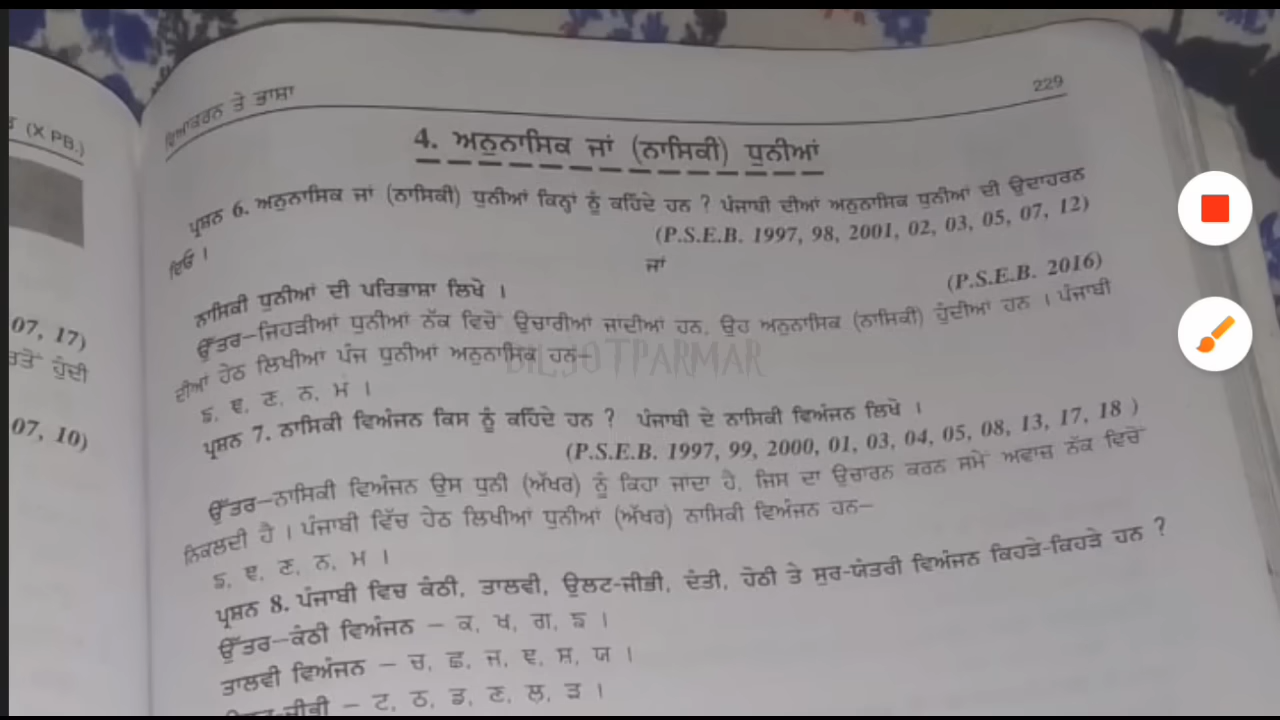 ਵਿਆਕਰਨ ਤੇ ਭਾਸ਼ਾ
229
(X PB.)
4. ਅਨੁਨਾਸਿਕ ਜਾਂ (ਨਾਸਿਕੀ) ਧੁਨੀਆਂ
ਪ੍ਰਸ਼ਨ 6. ਅਨੁਨਾਸਿਕ ਜਾਂ (ਨਾਸਿਕੀ) ਧੁਨੀਆਂ ਕਿਨ੍ਹਾਂ ਨੂੰ ਕਹਿੰਦੇ ਹਨ ? ਪੰਜਾਬੀ ਦੀਆਂ ਅਨੁਨਾਸਿਕ ਧੁਨੀਆਂ ਦੀ ਉਦਾਹਰਨ
ਦਿਓ ।
(P.S.E.B. 1997, 98, 2001, 02, 03, 05, 07, 12)
ਜਾਂ
ਨਾਸਿਕੀ ਧੁਨੀਆਂ ਦੀ ਪਰਿਭਾਸ਼ਾ ਲਿਖੋ ।
(P.S.E.B. 2016)
ਉੱਤਰ–ਜਿਹੜੀਆਂ ਧੁਨੀਆਂ ਨੱਕ ਵਿਚੋਂ ਉਚਾਰੀਆਂ ਜਾਂਦੀਆਂ ਹਨ, ਉਹ ਅਨੁਨਾਸਿਕ (ਨਾਸਿਕੀ) ਹੁੰਦੀਆਂ ਹਨ । ਪੰਜਾਬੀ
ਦੀਆਂ ਹੇਠ ਲਿਖੀਆਂ ਪੰਜ ਧੁਨੀਆਂ ਅਨੁਨਾਸਿਕ ਹਨ–
DILJOTPARMAR
ਙ, ਞ, ਣ, ਨ, ਮ ।
ਪ੍ਰਸ਼ਨ 7. ਨਾਸਿਕੀ ਵਿਅੰਜਨ ਕਿਸ ਨੂੰ ਕਹਿੰਦੇ ਹਨ ? ਪੰਜਾਬੀ ਦੇ ਨਾਸਿਕੀ ਵਿਅੰਜਨ ਲਿਖੋ ।
(P.S.E.B. 1997, 99, 2000, 01, 03, 04, 05, 08, 13, 17, 18 )
ਉੱਤਰ–ਨਾਸਿਕੀ ਵਿਅੰਜਨ ਉਸ ਧੁਨੀ (ਅੱਖਰ) ਨੂੰ ਕਿਹਾ ਜਾਂਦਾ ਹੈ, ਜਿਸ ਦਾ ਉਚਾਰਨ ਕਰਨ ਸਮੇਂ ਅਵਾਜ਼ ਨੱਕ ਵਿਚੋਂ
ਨਿਕਲਦੀ ਹੈ । ਪੰਜਾਬੀ ਵਿੱਚ ਹੇਠ ਲਿਖੀਆਂ ਧੁਨੀਆਂ (ਅੱਖਰ) ਨਾਸਿਕੀ ਵਿਅੰਜਨ ਹਨ–
ਙ, ਞ, ਣ, ਨ, ਮ ।
ਪ੍ਰਸ਼ਨ 8. ਪੰਜਾਬੀ ਵਿਚ ਕੰਠੀ, ਤਾਲਵੀ, ਉਲਟ-ਜੀਭੀ, ਦੰਤੀ, ਹੋਠੀ ਤੇ ਸੁਰ-ਯੰਤਰੀ ਵਿਅੰਜਨ ਕਿਹੜੇ-ਕਿਹੜੇ ਹਨ ?
ਉੱਤਰ–ਕੰਠੀ ਵਿਅੰਜਨ – ਕ, ਖ, ਗ, ਙ ।
ਤਾਲਵੀ ਵਿਅੰਜਨ – ਚ, ਛ, ਜ, ਞ, ਸ਼, ਯ ।
ਉਲਟ-ਜੀਭੀ – ਟ, ਠ, ਡ, ਣ, ਲ਼, ੜ ।
07, 17)
ਹੁੰਦੀ
07, 10)